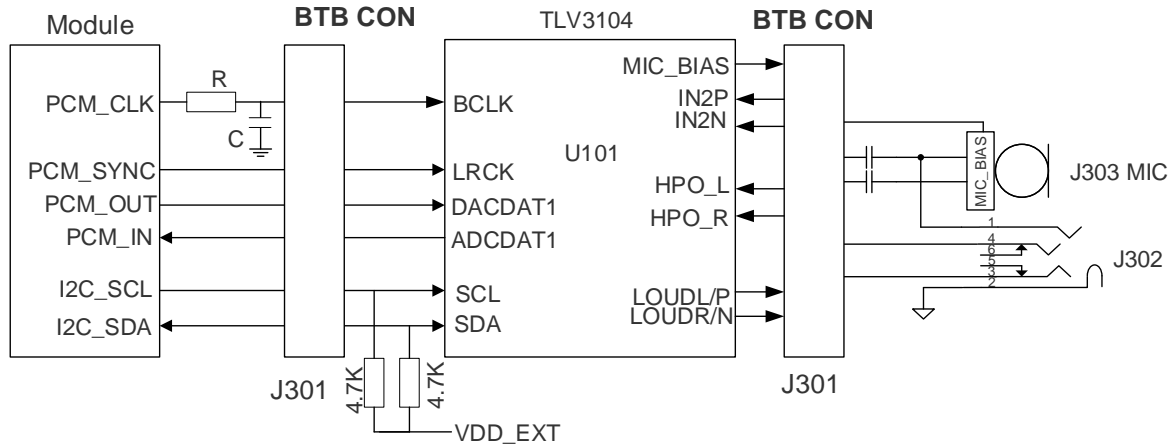 BTB CON
TLV3104
BTB CON
Module
R
C
PCM_CLK
PCM_SYNC
PCM_OUT
PCM_IN
I2C_SCL
I2C_SDA
J301
BCLK
LRCK
DACDAT1
ADCDAT1
SCL
SDA
U101
MIC_BIAS
IN2P
IN2N
HPO_L
HPO_R
LOUDL/P
LOUDR/N
4.7K
4.7K
VDD_EXT
J301
MIC_BIAS
J303 MIC
1
4
6
5
3
2
J302